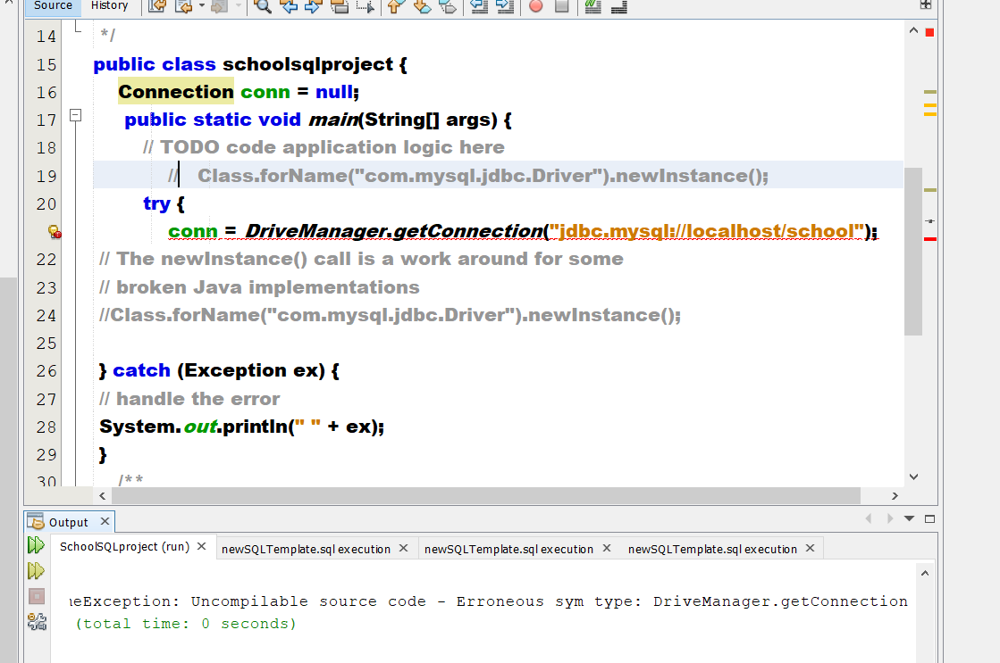 Source History
14 */
15 public class schoolsqlproject {
16 Connection conn = null;
17 public static void main(String[] args) {
18 // TODO code application logic here
19 // Class.forName("com.mysql.jdbc.Driver").newInstance();
20 try {
conn = DriveManager.getConnection("jdbc.mysql://localhost/school");
22 // The newInstance() call is a work around for some
23 // broken Java implementations
24 //Class.forName("com.mysql.jdbc.Driver").newInstance();
25
26 } catch (Exception ex) {
27 // handle the error
28 System.out.println(" " + ex);
29 }
30 /**
Output
SchoolSQLproject (run) newSQLTemplate.sql execution newSQLTemplate.sql execution newSQLTemplate.sql execution
neException: Uncompilable source code - Erroneous sym type: DriveManager.getConnection
(total time: 0 seconds)